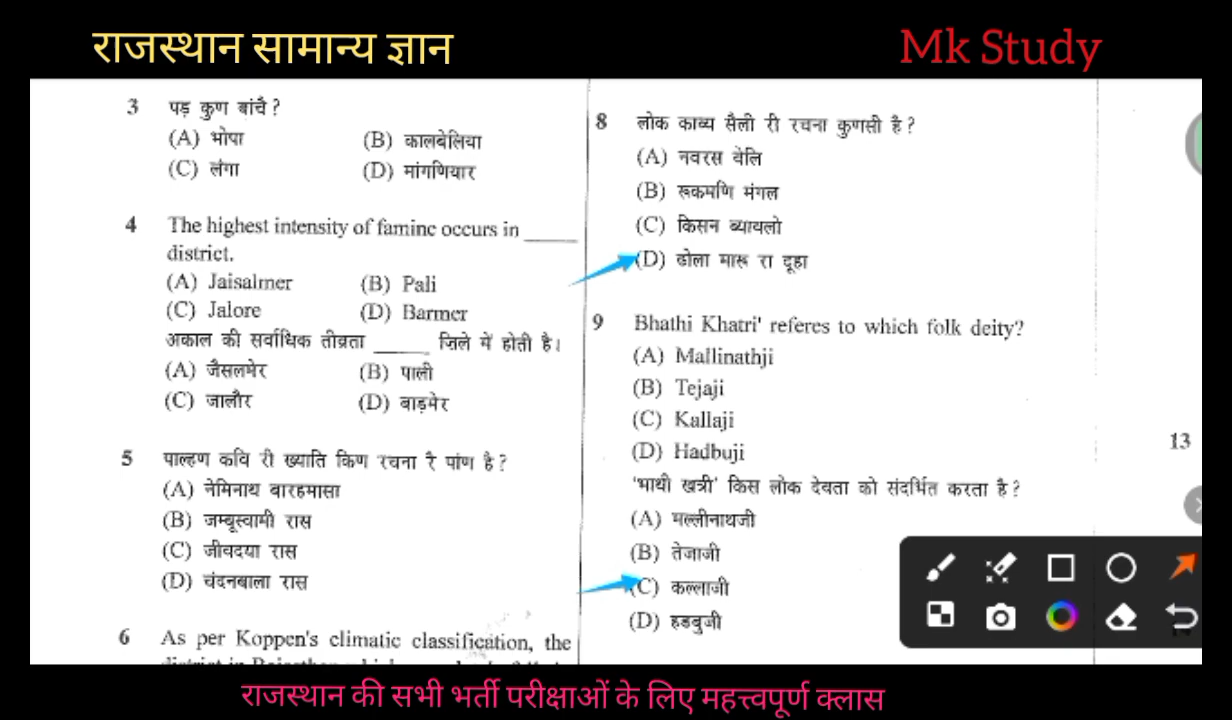 राजस्थान सामान्य ज्ञान
Mk Study
3 पड़ कुण बांचै?
(A) भोपा (B) कालबेलिया
(C) लंगा (D) मांगणियार
4 The highest intensity of famine occurs in ____
district.
(A) Jaisalmer (B) Pali
(C) Jalore (D) Barmer
अकाल की सर्वाधिक तीव्रता ____ ज़िले में होती है।
(A) जैसलमेर (B) पाली
(C) जालौर (D) बाड़मेर
5 पाल्हण कवि री ख्याति किण रचना रै पांण है?
(A) नेमिनाथ बारहमासा
(B) जम्बूस्वामी रास
(C) जीवदया रास
(D) चंदनबाला रास
6 As per Koppen's climatic classification, the
8 लोक काव्य सैली री रचना कुणसी है?
(A) नवरस वेलि
(B) रूकमणि मंगल
(C) किसन ब्यावलो
(D) ढोला मारू रा दूहा
9 Bhathi Khatri' referes to which folk deity?
(A) Mallinathji
(B) Tejaji
(C) Kallaji
(D) Hadbuji
'भाथी खत्री' किस लोक देवता को संदर्भित करता है?
(A) मल्लीनाथजी
(B) तेजाजी
(C) कल्लाजी
(D) हडबुजी
13
राजस्थान की सभी भर्ती परीक्षाओं के लिए महत्त्वपूर्ण क्लास